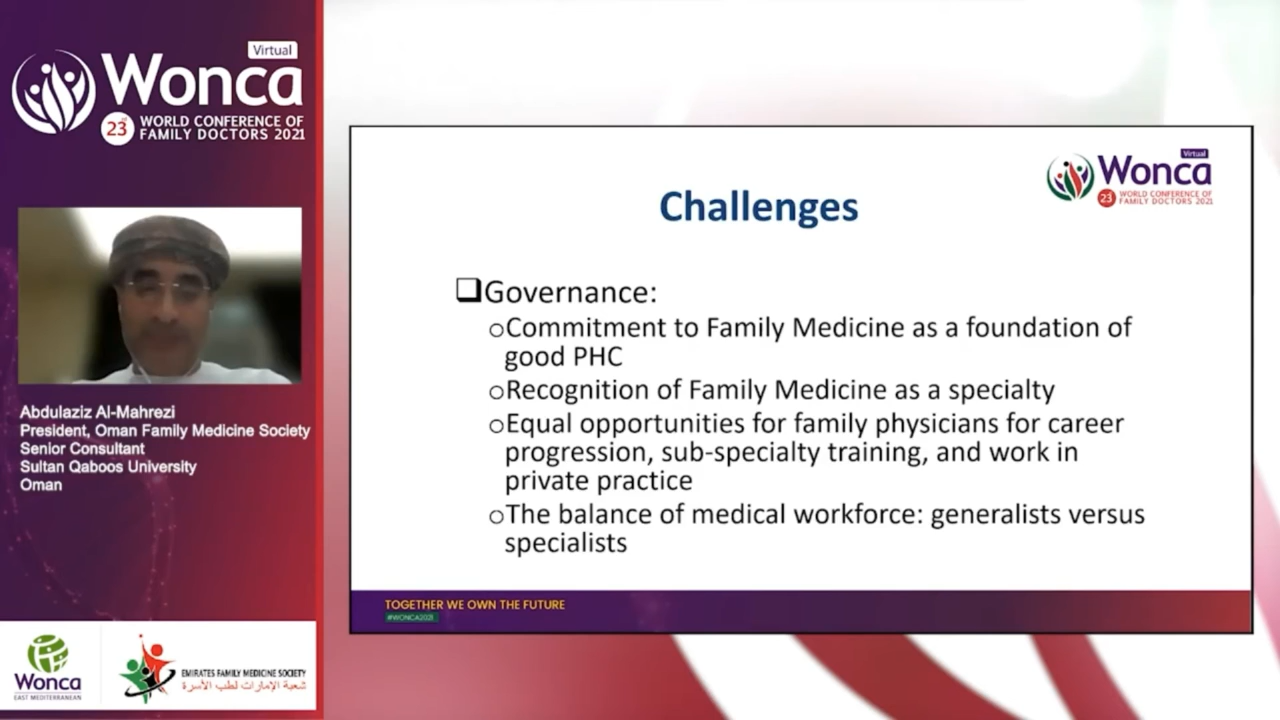 Virtual
Wonca
23rd WORLD CONFERENCE OF
FAMILY DOCTORS 2021
Abdulaziz Al-Mahrezi
President, Oman Family Medicine Society
Senior Consultant
Sultan Qaboos University
Oman
Wonca
EAST MEDITERRANEAN
EMIRATES FAMILY MEDICINE SOCIETY
شعبة الإمارات لطب الأسرة
Virtual
Wonca
23 WORLD CONFERENCE OF
FAMILY DOCTORS 2021
Challenges
Governance:
Commitment to Family Medicine as a foundation of
good PHC
Recognition of Family Medicine as a specialty
Equal opportunities for family physicians for career
progression, sub-specialty training, and work in
private practice
The balance of medical workforce: generalists versus
specialists
TOGETHER WE OWN THE FUTURE
#WONCA2021